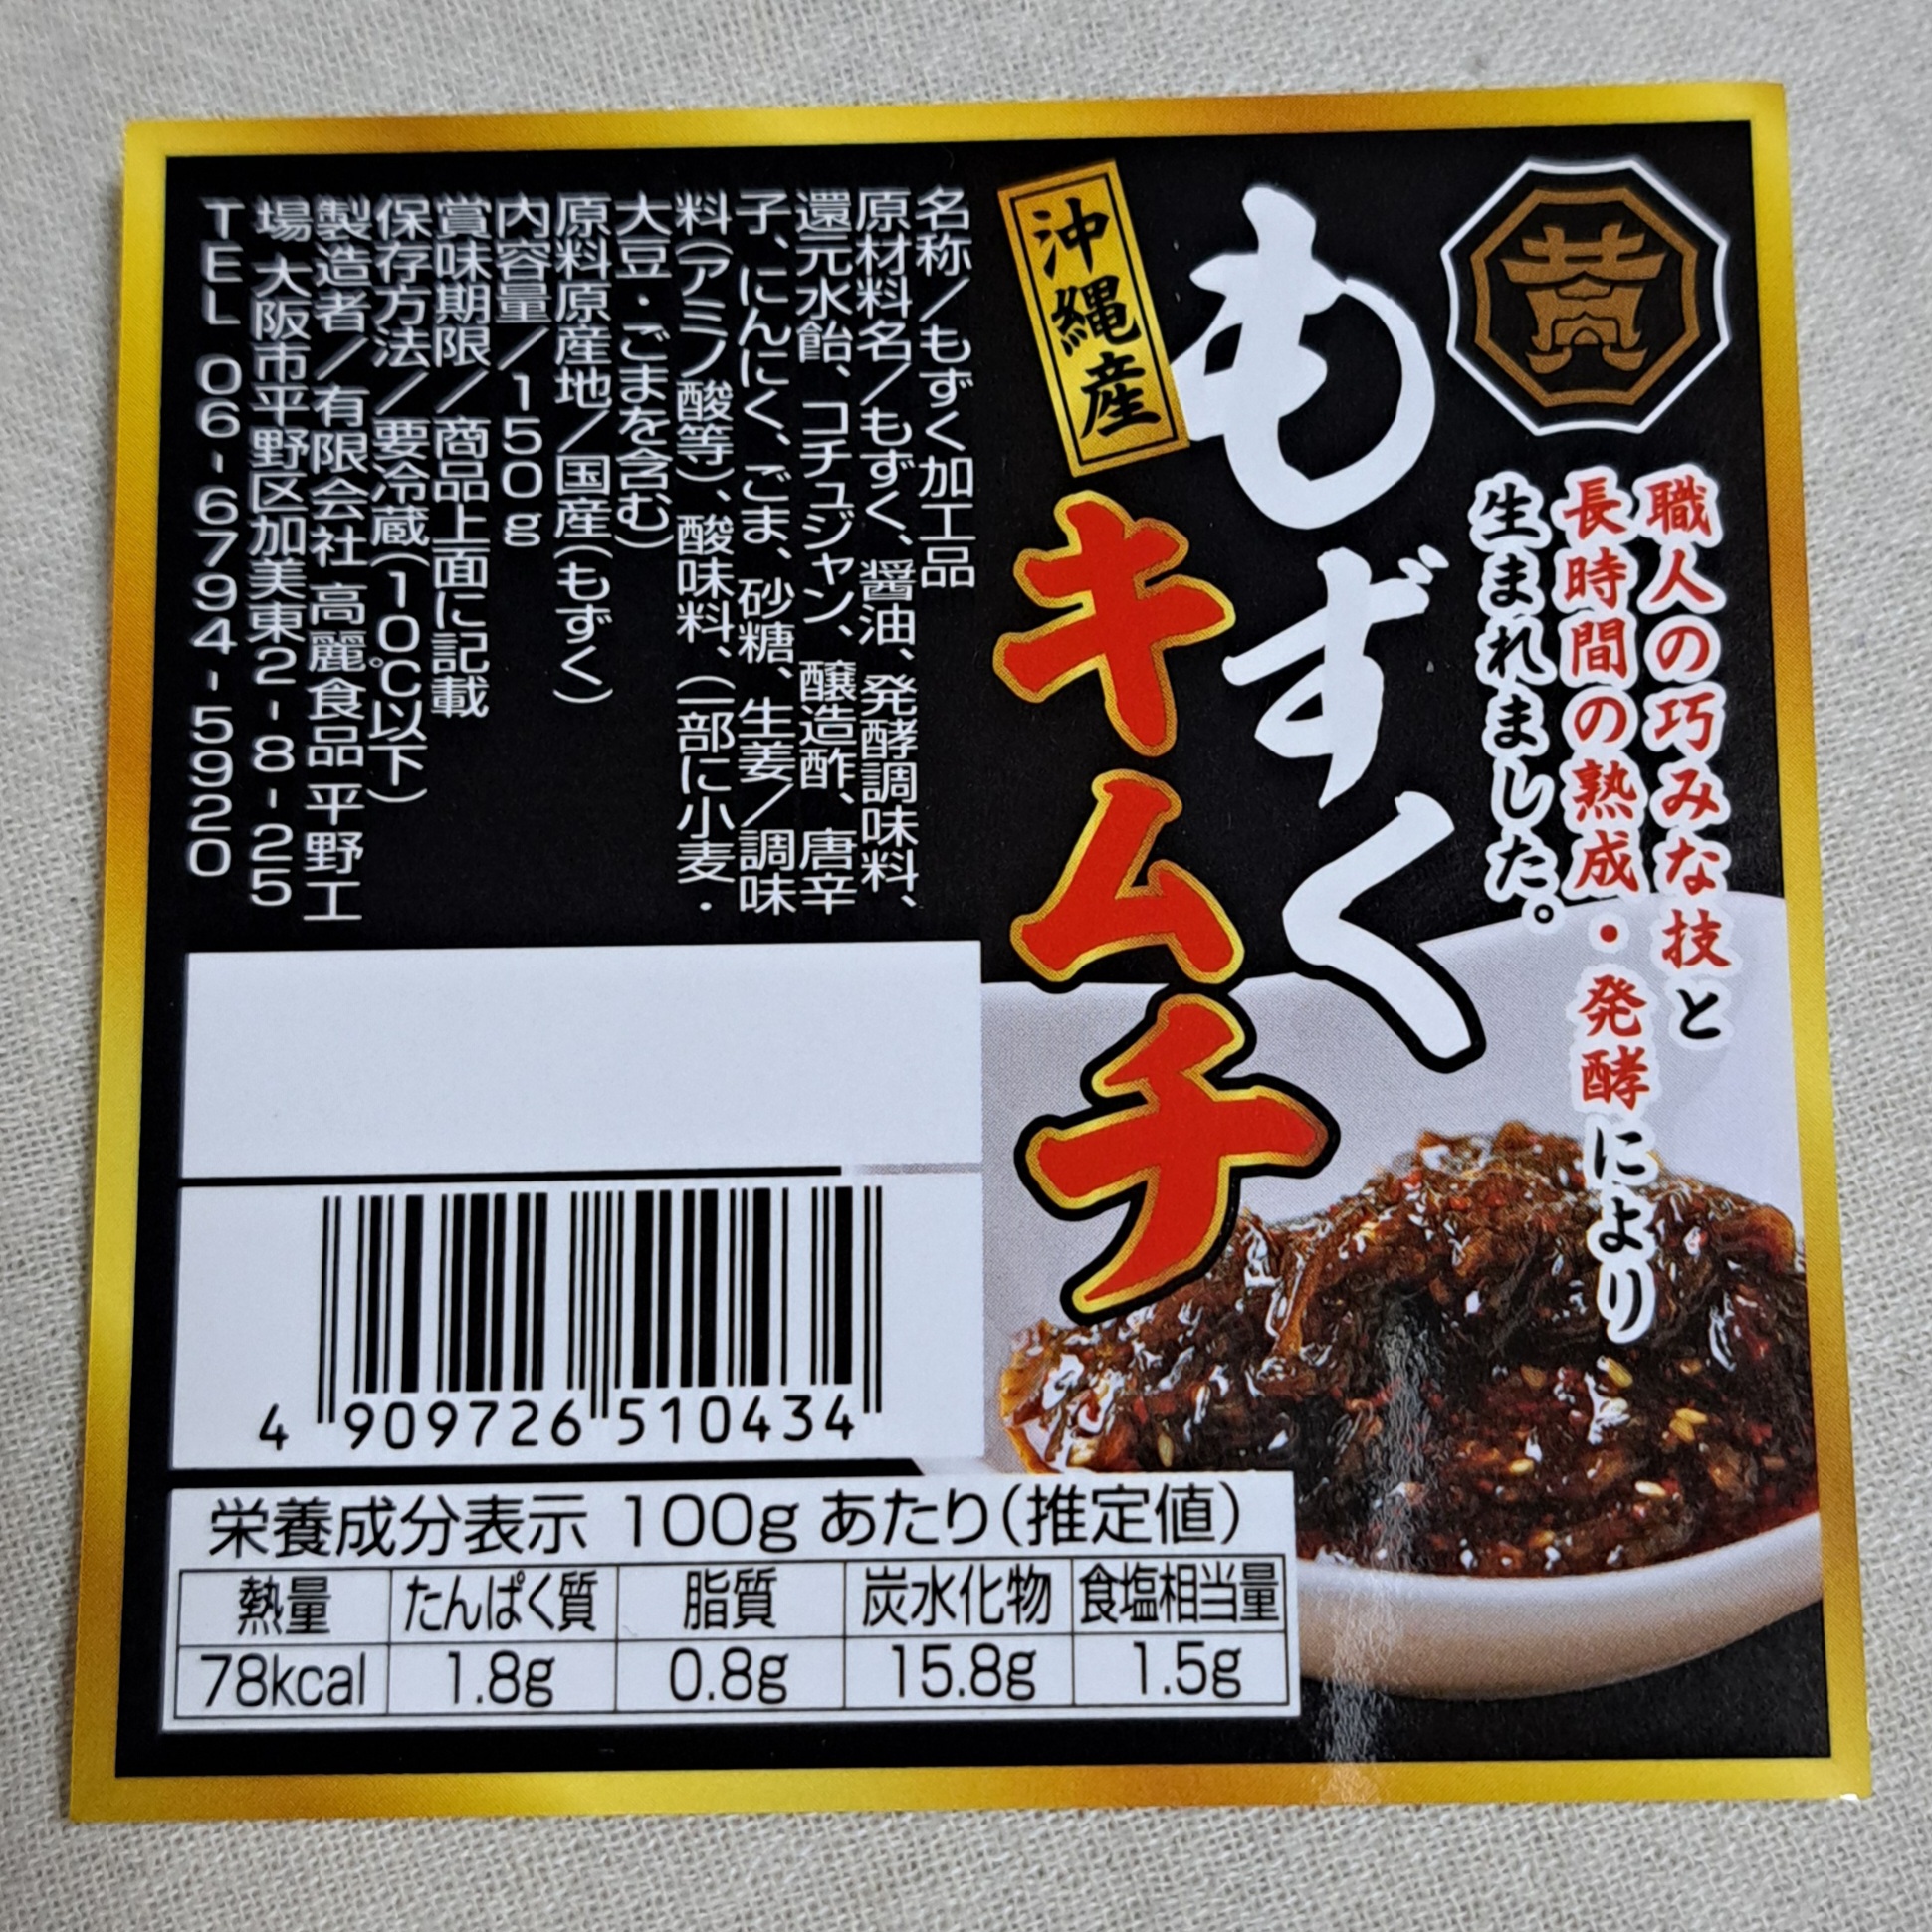 黄
職人の巧みな技と
長時間の熟成・発酵により
生まれました。
もずく
沖縄産
キムチ
名称/もずく加工品
原材料名/もずく、醤油、発酵調味料、
還元水飴、コチュジャン、醸造酢、唐辛
子、にんにく、ごま、砂糖、生姜/調味
料(アミノ酸等)、酸味料、(一部に小麦・
大豆・ごまを含む)
原料原産地/国産(もずく)
内容量/150g
賞味期限/商品上面に記載
保存方法/要冷蔵(10℃以下)
製造者/有限会社 高麗食品 平野工
場 大阪市平野区加美東2-8-25
TEL 06-6794-5920
4 909726 510434
栄養成分表示 100g あたり(推定値)
熱量 たんぱく質 脂質 炭水化物 食塩相当量
78kcal 1.8g 0.8g 15.8g 1.5g